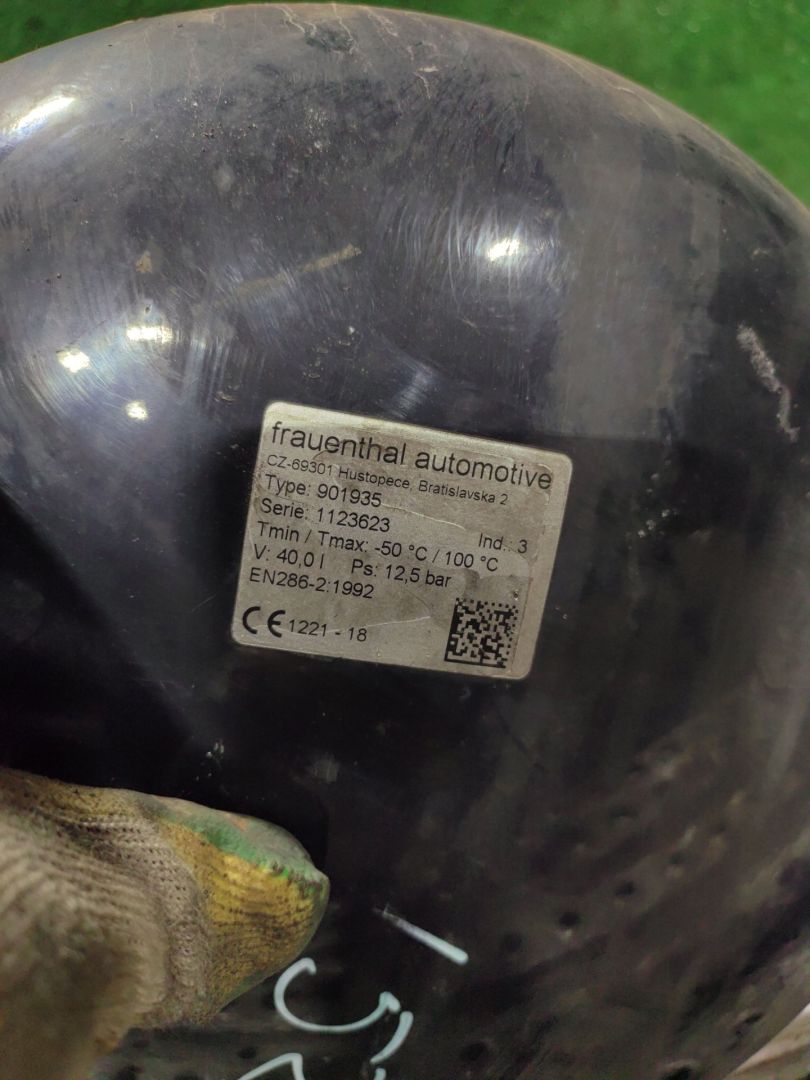 frauenthal automotive
CZ-69301 Hustopece, Bratislavska 2
Type: 901935
Serie: 1123623 Ind.: 3
Tmin / Tmax: -50 °C / 100 °C
V: 40,0 l Ps: 12,5 bar
EN286-2:1992
CE 1221 - 18